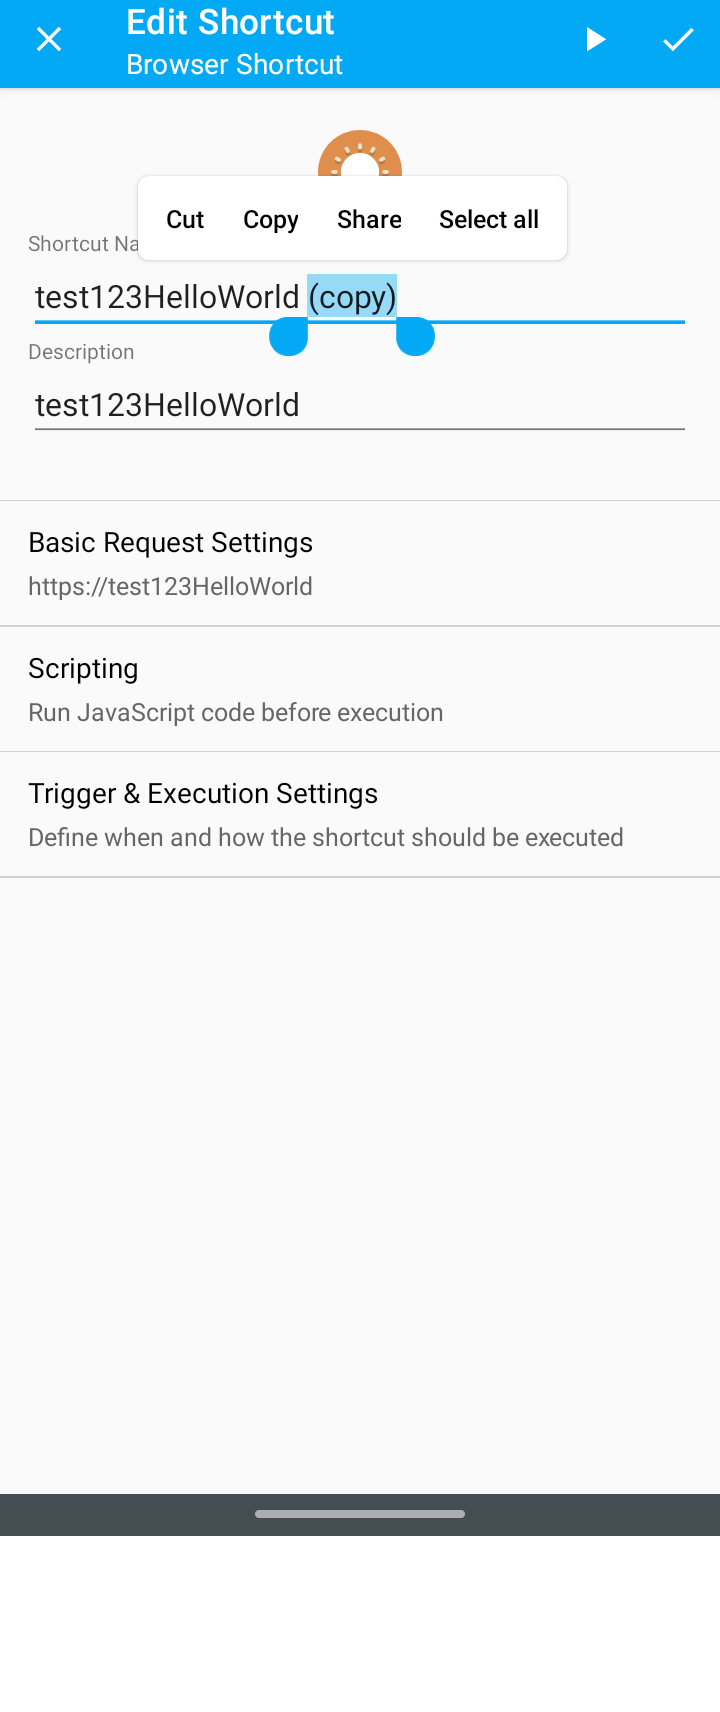 Edit Shortcut
Browser Shortcut
Cut Copy Share Select all
Shortcut
test123HelloWorld (copy)
Description
test123HelloWorld
Basic Request Settings
https://test123HelloWorld
Scripting
Run JavaScript code before execution
Trigger & Execution Settings
Define when and how the shortcut should be executed